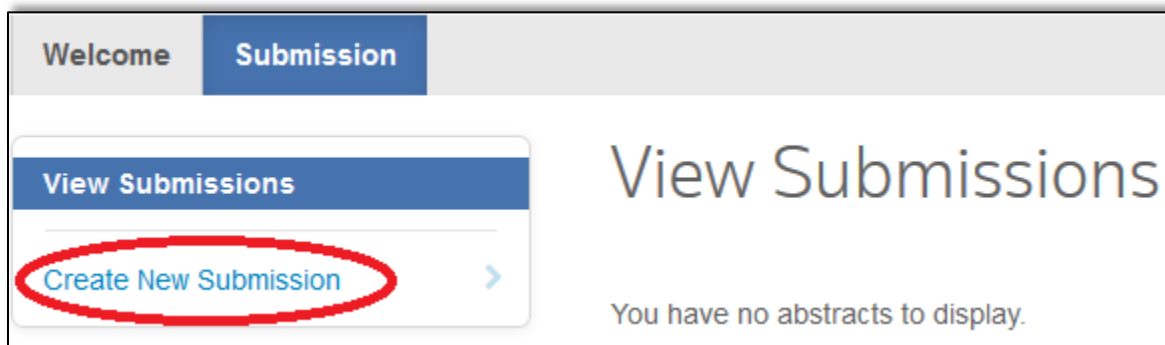 Welcome Submission
View Submissions
Create New Submission
View Submissions
You have no abstracts to display.